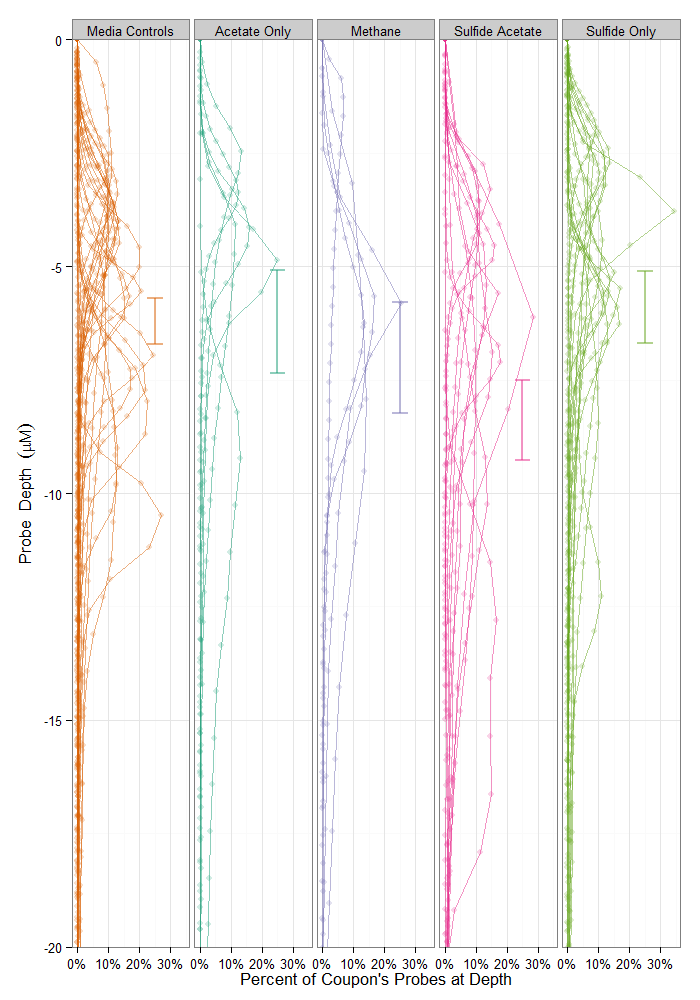 Media Controls Acetate Only Methane Sulfide Acetate Sulfide Only
0
-5
-10
-15
-20
Probe Depth (µM)
0% 10% 20% 30% 0% 10% 20% 30% 0% 10% 20% 30% 0% 10% 20% 30% 0% 10% 20% 30%
Percent of Coupon's Probes at Depth